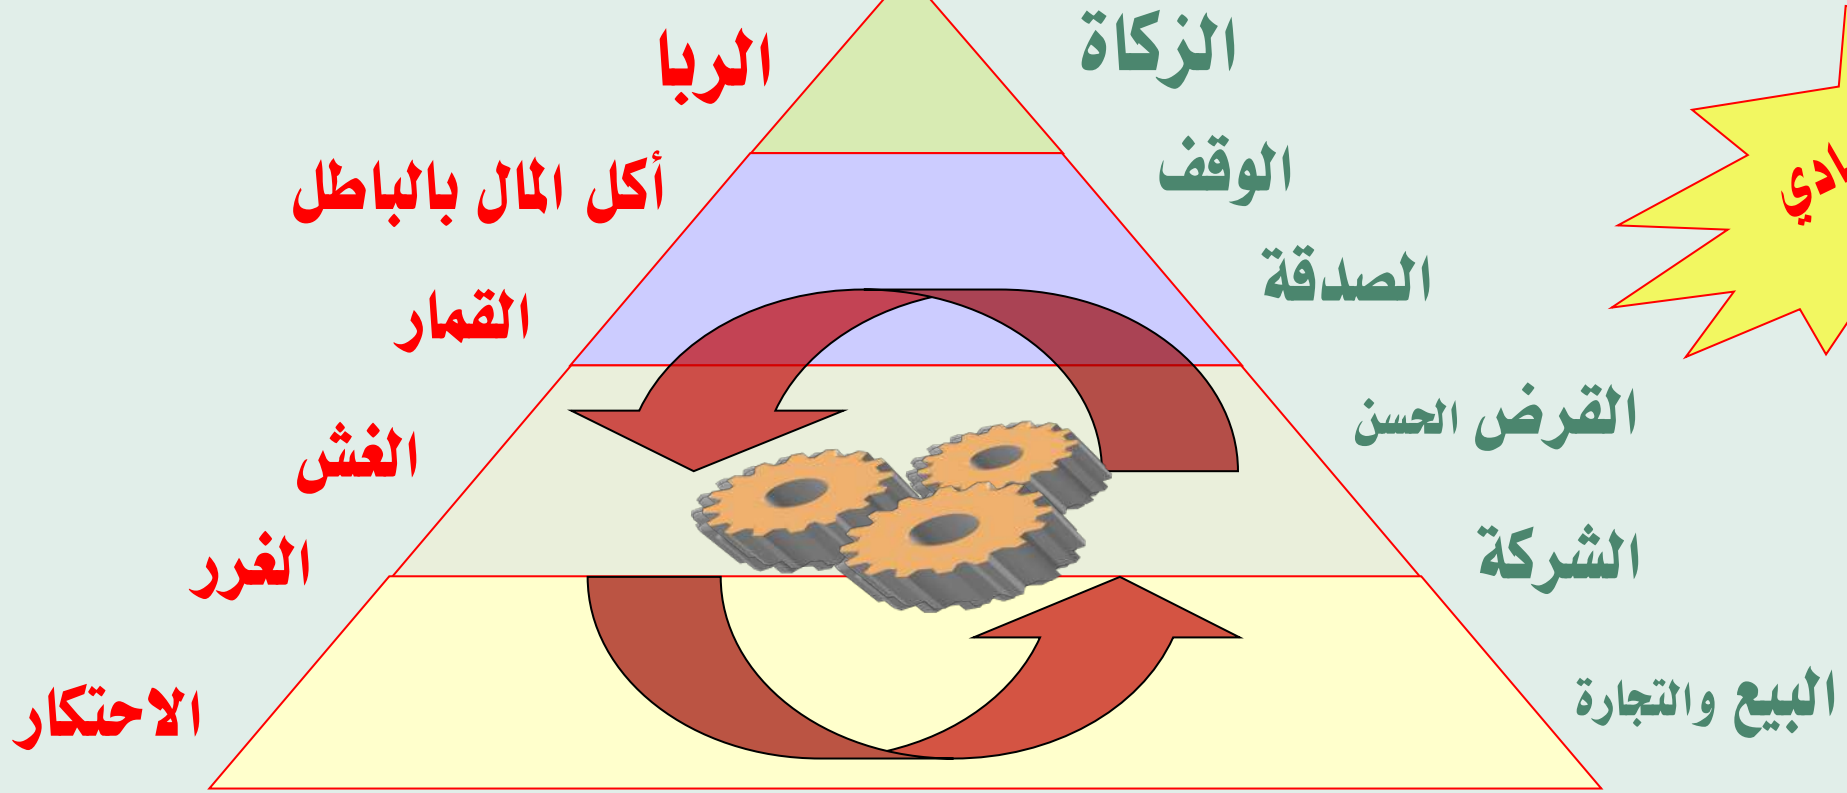 الزكاة
الوقف
الصدقة
القرض الحسن
الشركة
البيع والتجارة
الربا
أكل المال بالباطل
القمار
الغش
الغرر
الاحتكار